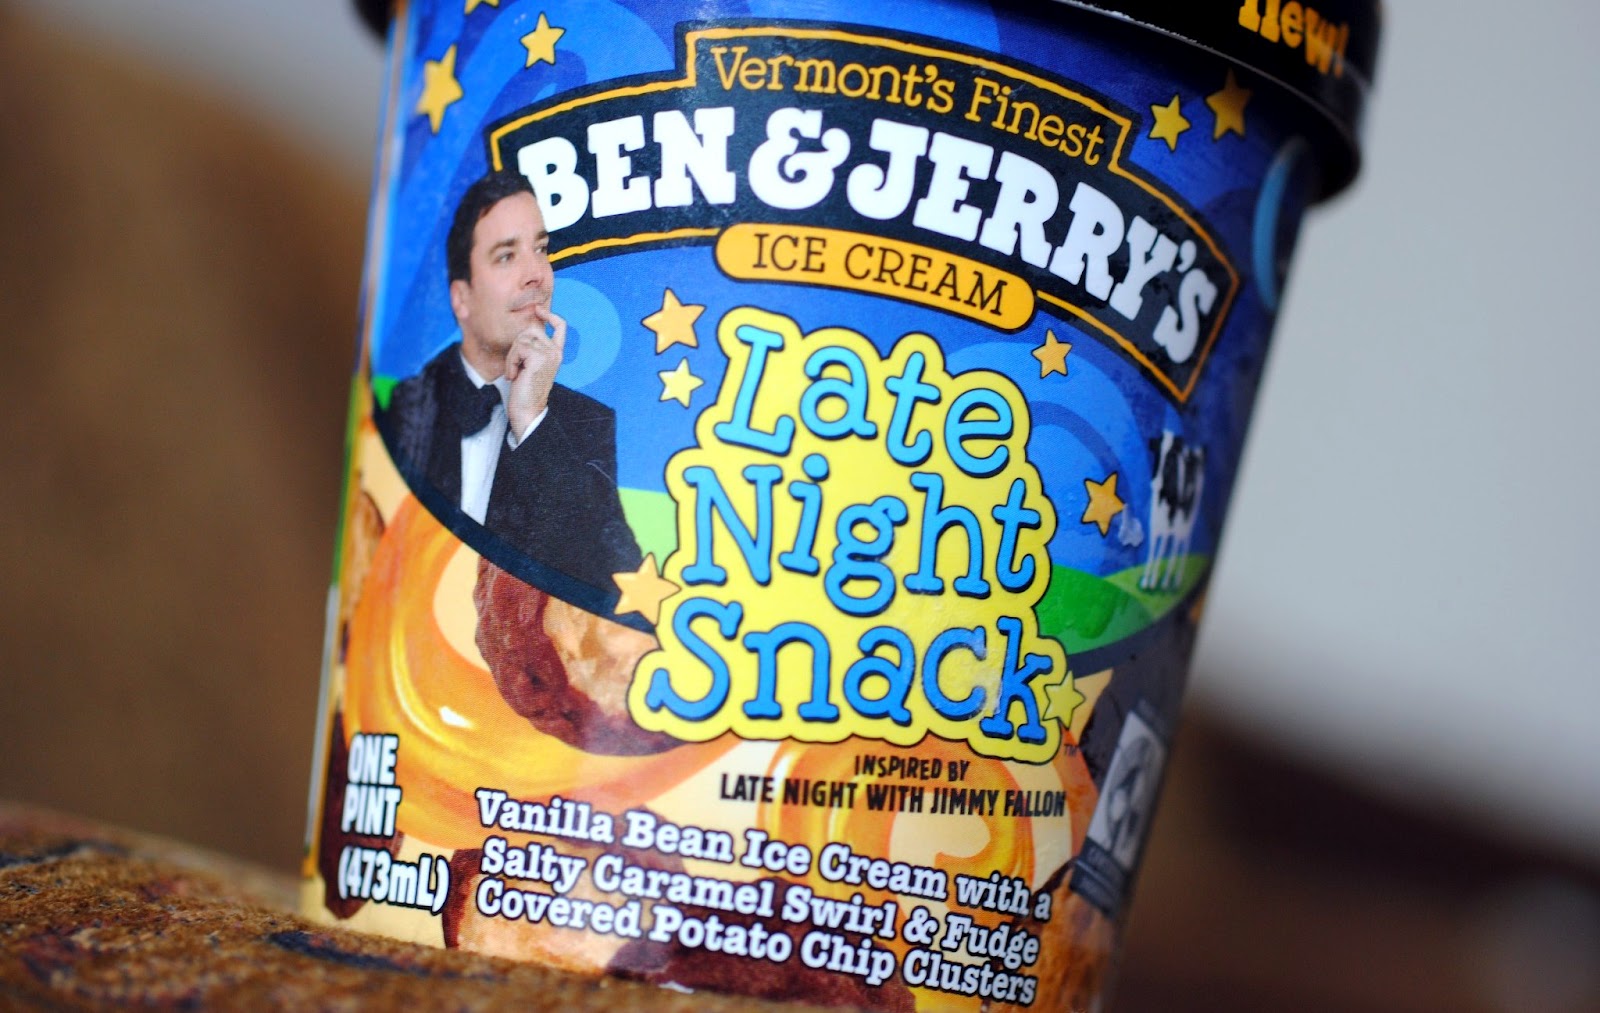 new!
Vermont's Finest
BEN & JERRY'S
ICE CREAM
Late
Night
Snack
TM
INSPIRED BY
LATE NIGHT WITH JIMMY FALLON
ONE
PINT
(473mL)
Vanilla Bean Ice Cream with a
Salty Caramel Swirl & Fudge
Covered Potato Chip Clusters